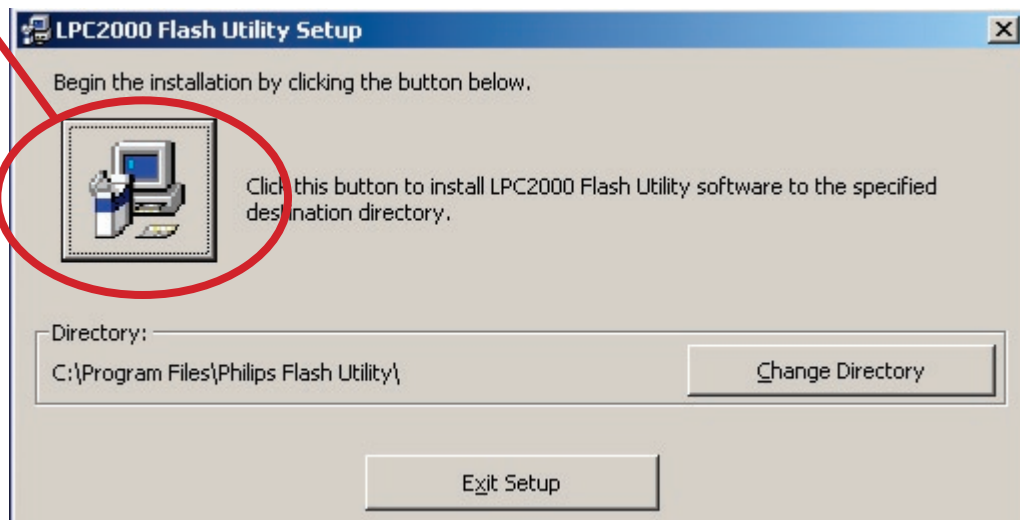 LPC2000 Flash Utility Setup
Begin the installation by clicking the button below.
Click this button to install LPC2000 Flash Utility software to the specified
destination directory.
Directory:
C:\Program Files\Philips Flash Utility\
Change Directory
Exit Setup